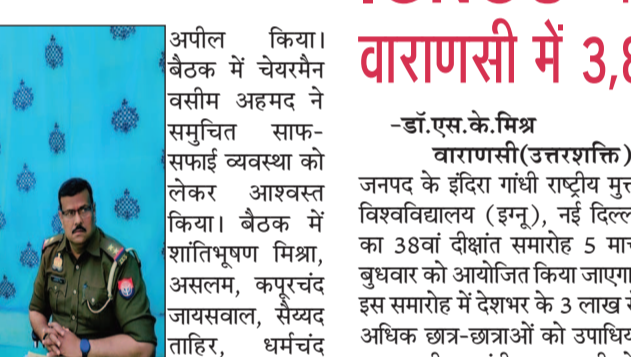 अपील किया।
बैठक में चेयरमैन
वसीम अहमद ने
समुचित साफ-
सफाई व्यवस्था को
लेकर आश्वस्त
किया। बैठक में
शांतिभूषण मिश्रा,
असलम, कपूरचंद
जायसवाल, सैय्यद
ताहिर, धर्मचंद
वाराणसी में 3,
-डॉ.एस.के.मिश्र
वाराणसी(उत्तरशक्ति)
जनपद के इंदिरा गांधी राष्ट्रीय
विश्वविद्यालय (इग्नू), नई
का 38वां दीक्षांत समारोह 5
बुधवार को आयोजित किया जाएगा
इस समारोह में देशभर के 3 लाख
अधिक छात्र-छात्राओं को